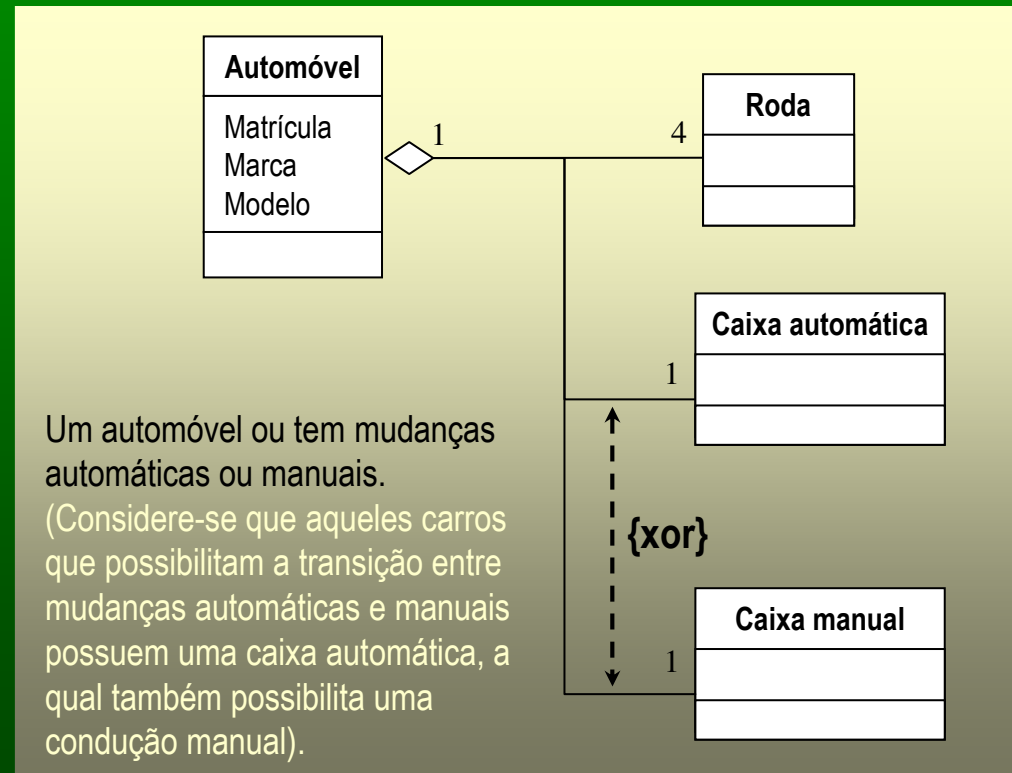 Automóvel
Matrícula
Marca
Modelo
1
4
Roda
Caixa automática
1
{xor}
Caixa manual
1
Um automóvel ou tem mudanças
automáticas ou manuais.
(Considere-se que aqueles carros
que possibilitam a transição entre
mudanças automáticas e manuais
possuem uma caixa automática, a
qual também possibilita uma
condução manual).